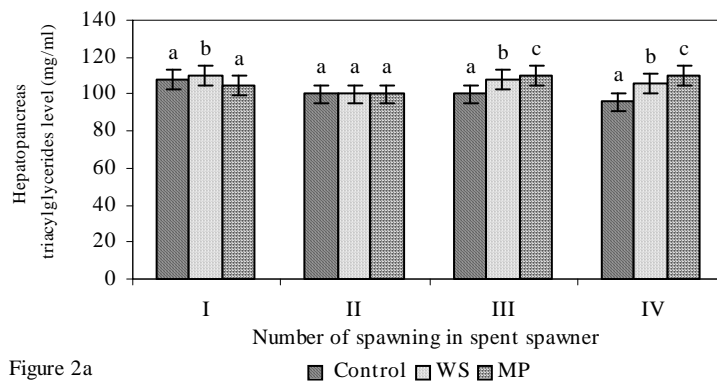 140
120
100
80
60
40
20
0
Hepatopancreas
triacylglycerides level (mg/ml)
a b a
a a a
a b c
a b c
I II III IV
Number of spawning in spent spawner
Figure 2a
Control WS MP